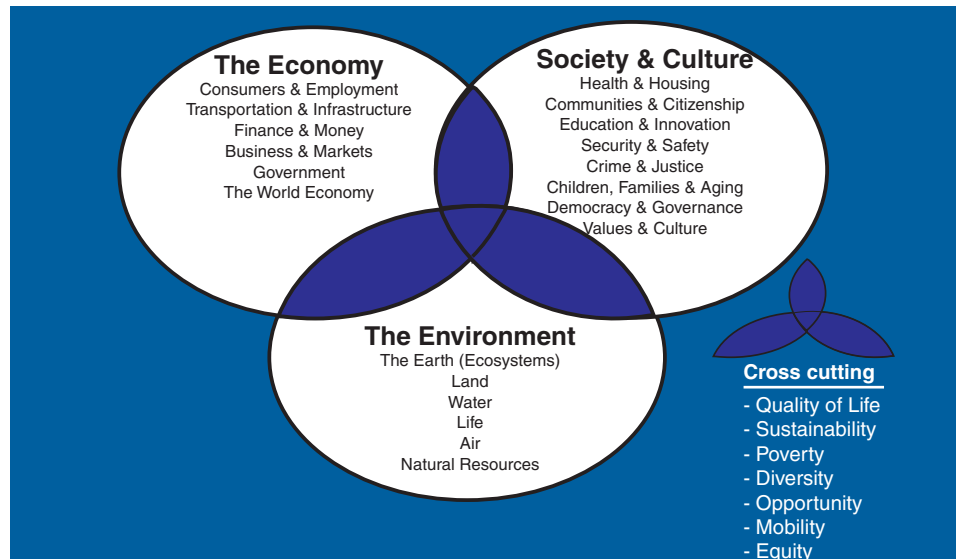 The Economy
Consumers & Employment
Transportation & Infrastructure
Finance & Money
Business & Markets
Government
The World Economy
Society & Culture
Health & Housing
Communities & Citizenship
Education & Innovation
Security & Safety
Crime & Justice
Children, Families & Aging
Democracy & Governance
Values & Culture
The Environment
The Earth (Ecosystems)
Land
Water
Life
Air
Natural Resources
Cross cutting
- Quality of Life
- Sustainability
- Poverty
- Diversity
- Opportunity
- Mobility
- Equity